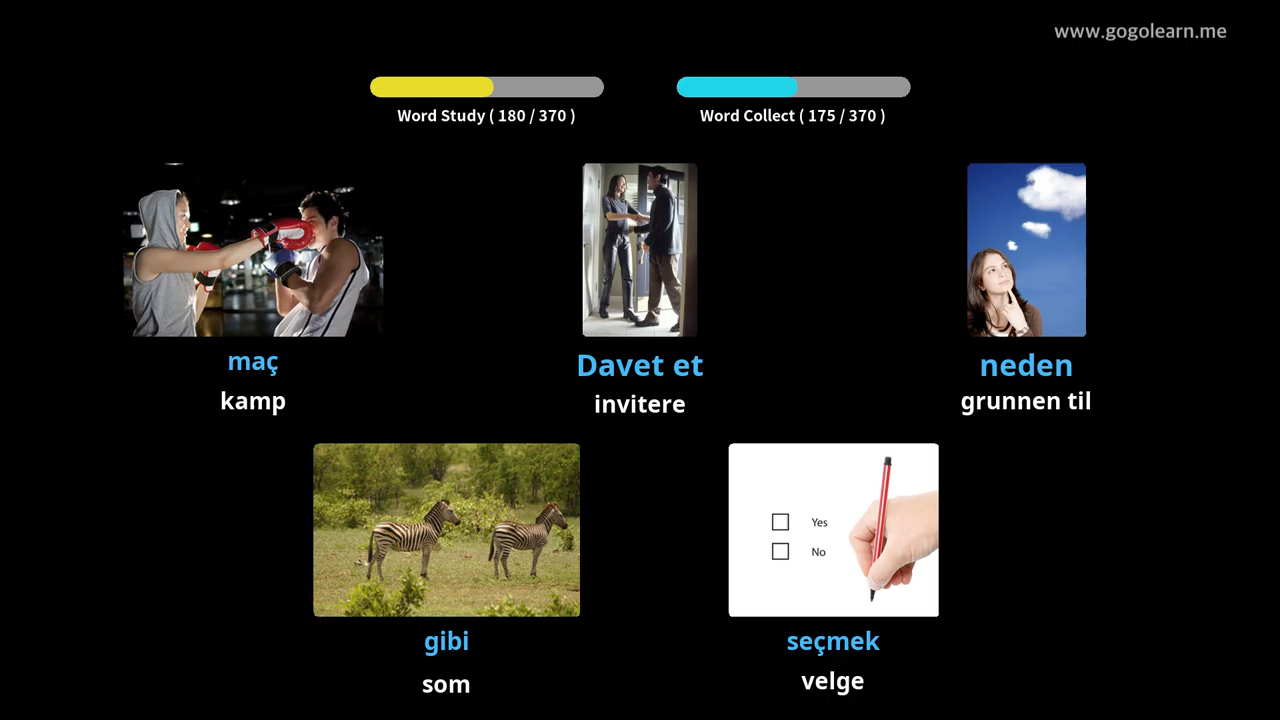 www.gogolearn.me
Word Study ( 180 / 370 )
Word Collect ( 175 / 370 )
maç
kamp
Davet et
invitere
neden
grunnen til
Yes
No
gibi
som
seçmek
velge